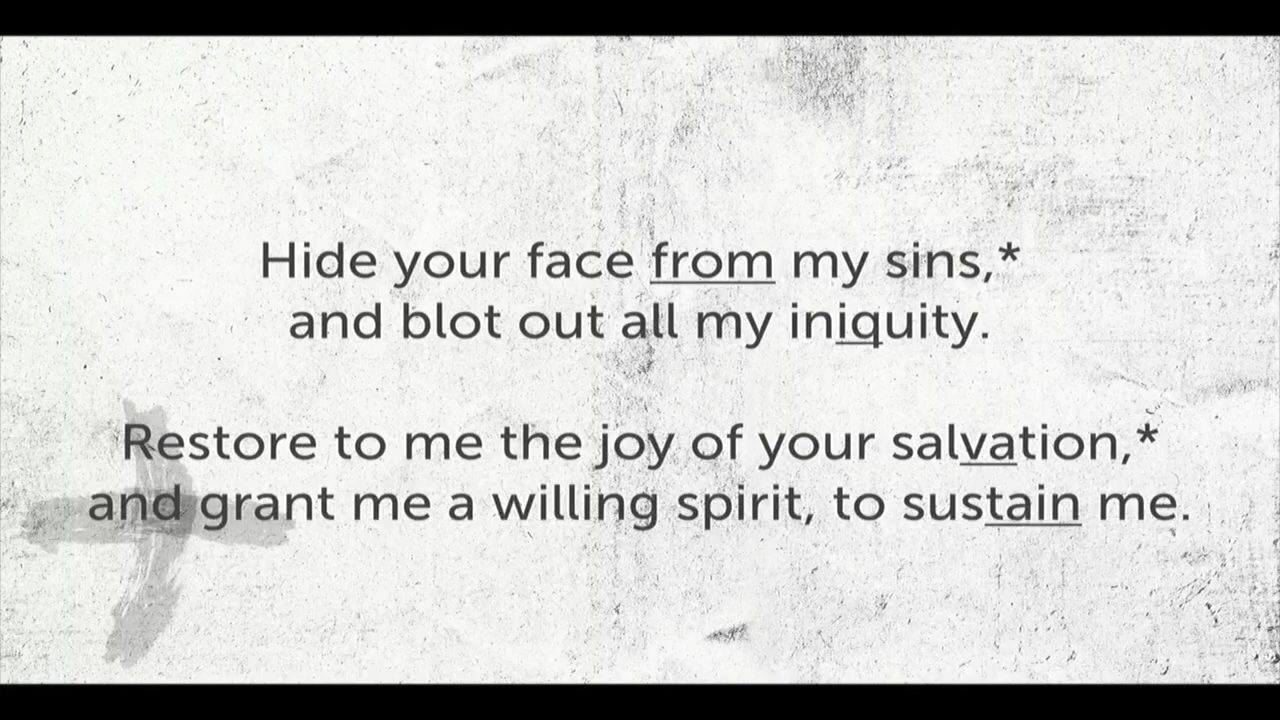 Hide your face from my sins,*
and blot out all my iniquity.
Restore to me the joy of your salvation,*
and grant me a willing spirit, to sustain me.